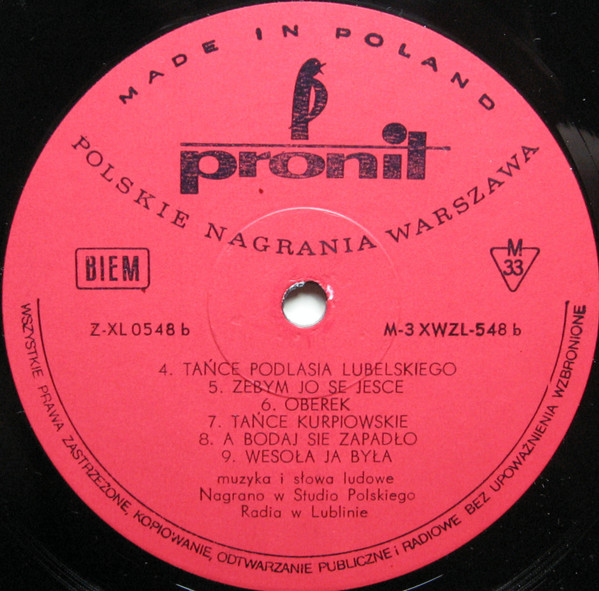 MADE IN POLAND
pronit
POLSKIE NAGRANIA WARSZAWA
BIEM
M
33
Z-XL 0548 b
M-3 XWZL-548 b
4. TAŃCE PODLASIA LUBELSKIEGO
5. ŻEBYM JO SE JESCE
6. OBEREK
7. TAŃCE KURPIOWSKIE
8. A BODAJ SIE ZAPADŁO
9. WESOŁA JA BYŁA
muzyka i słowa ludowe
Nagrano w Studio Polskiego
Radia w Lublinie
WSZYSTKIE PRAWA ZASTRZEŻONE, KOPIOWANIE, ODTWARZANIE PUBLICZNE i RADIOWE BEZ UPOWAŻNIENIA WZBRONIONE